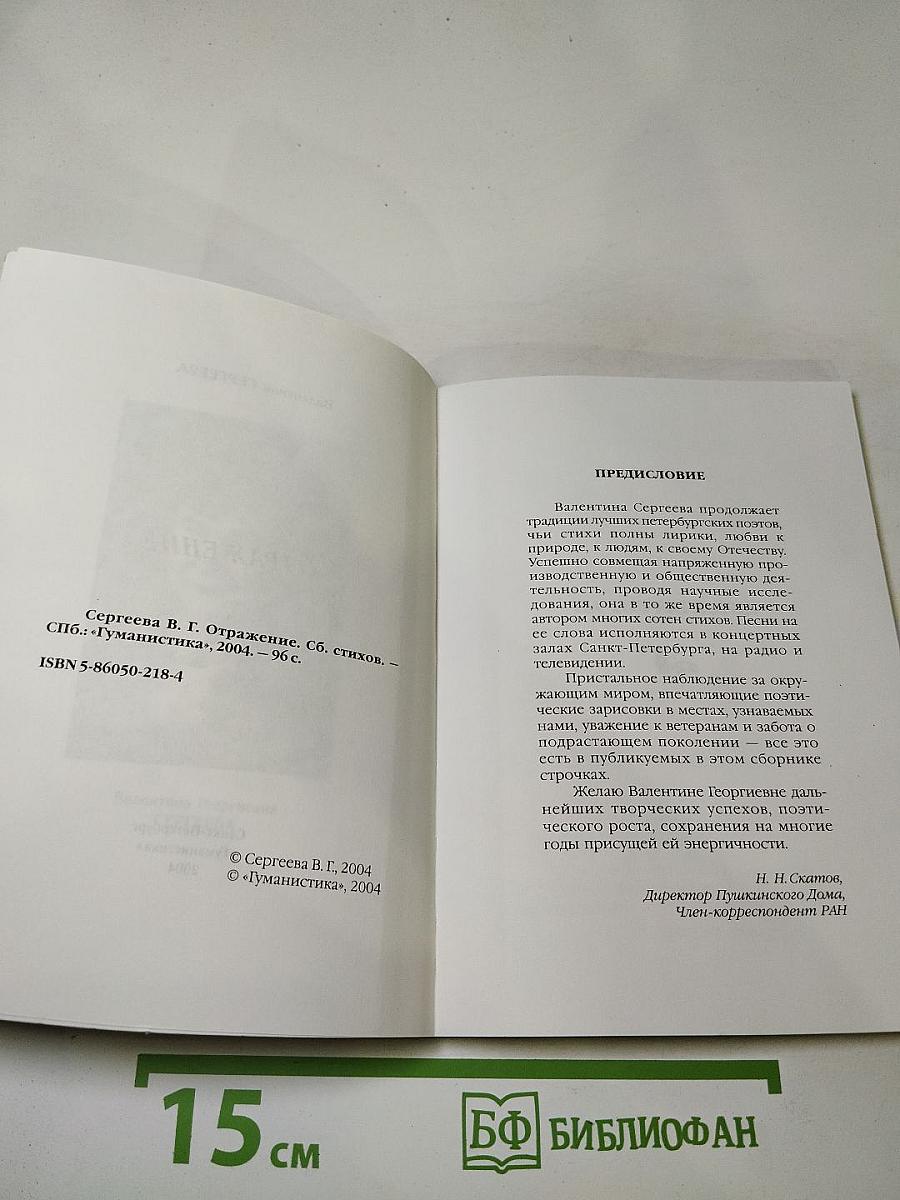 Сергеева В. Г. Отражение. Сб. стихов. –
СПб.: «Гуманистика», 2004. – 96 с.
ISBN 5-86050-218-4
© Сергеева В. Г., 2004
© «Гуманистика», 2004
ПРЕДИСЛОВИЕ
Валентина Сергеева продолжает
традиции лучших петербургских поэтов,
чьи стихи полны лирики, любви к
природе, к людям, к своему Отечеству.
Успешно совмещая напряженную про-
изводственную и общественную дея-
тельность, проводя научные иссле-
дования, она в то же время является
автором многих сотен стихов. Песни на
ее слова исполняются в концертных
залах Санкт-Петербурга, на радио и
телевидении.
Пристальное наблюдение за окру-
жающим миром, впечатляющие поэти-
ческие зарисовки в местах, узнаваемых
нами, уважение к ветеранам и забота о
подрастающем поколении — все это
есть в публикуемых в этом сборнике
строчках.
Желаю Валентине Георгиевне даль-
нейших творческих успехов, поэти-
ческого роста, сохранения на многие
годы присущей ей энергичности.
Н. Н. Скатов,
Директор Пушкинского Дома,
Член-корреспондент РАН
15 см
БФ БИБЛИОФАН